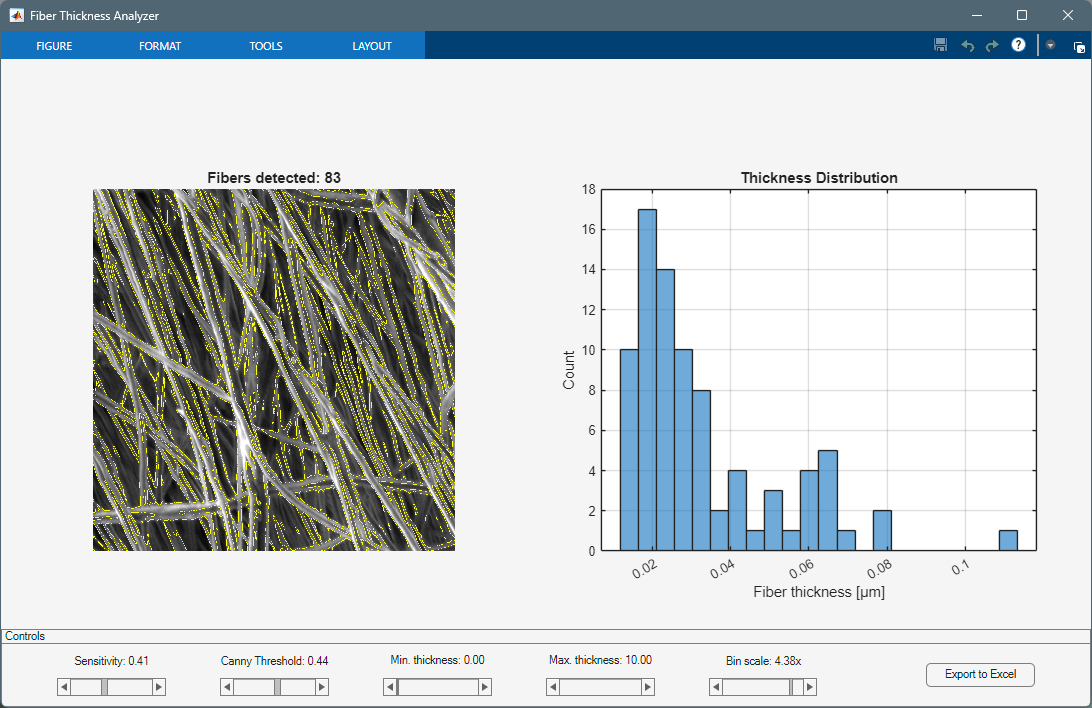 Fiber Thickness Analyzer
FIGURE FORMAT TOOLS LAYOUT
Fibers detected: 83
Thickness Distribution
18
16
14
12
10
8
6
4
2
0
Count
0.02 0.04 0.06 0.08 0.1
Fiber thickness [µm]
Controls
Sensitivity: 0.41 Canny Threshold: 0.44 Min. thickness: 0.00 Max. thickness: 10.00 Bin scale: 4.38x
Export to Excel